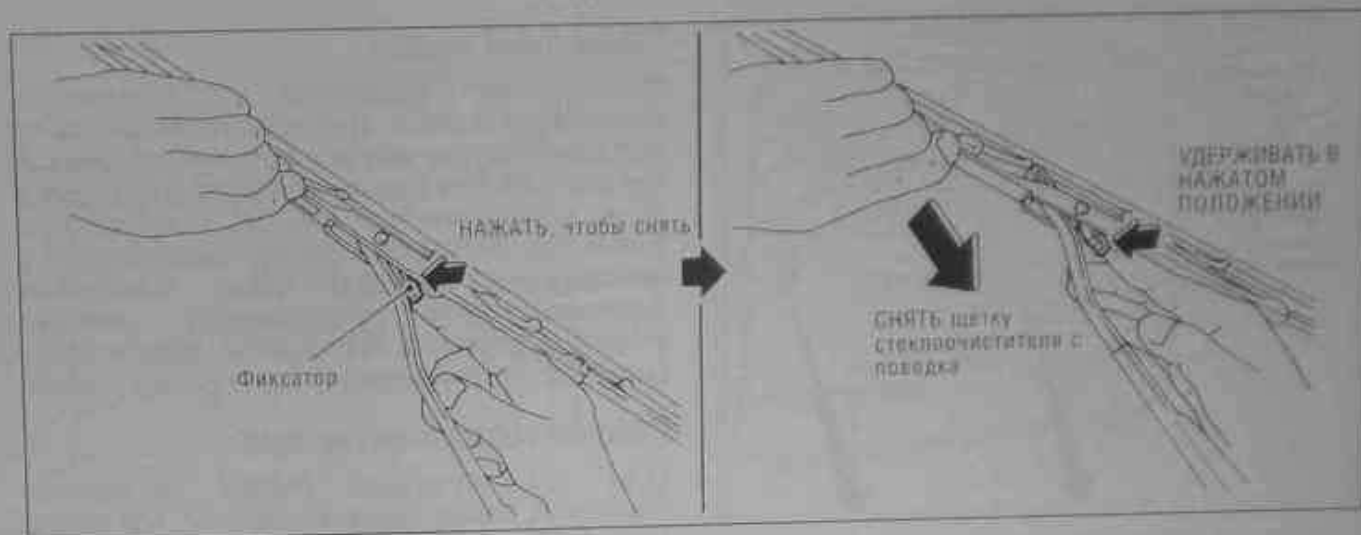 НАЖАТЬ, чтобы снять
Фиксатор
УДЕРЖИВАТЬ В
НАЖАТОМ
ПОЛОЖЕНИИ
СНЯТЬ щетку
стеклоочистителя с
поводка